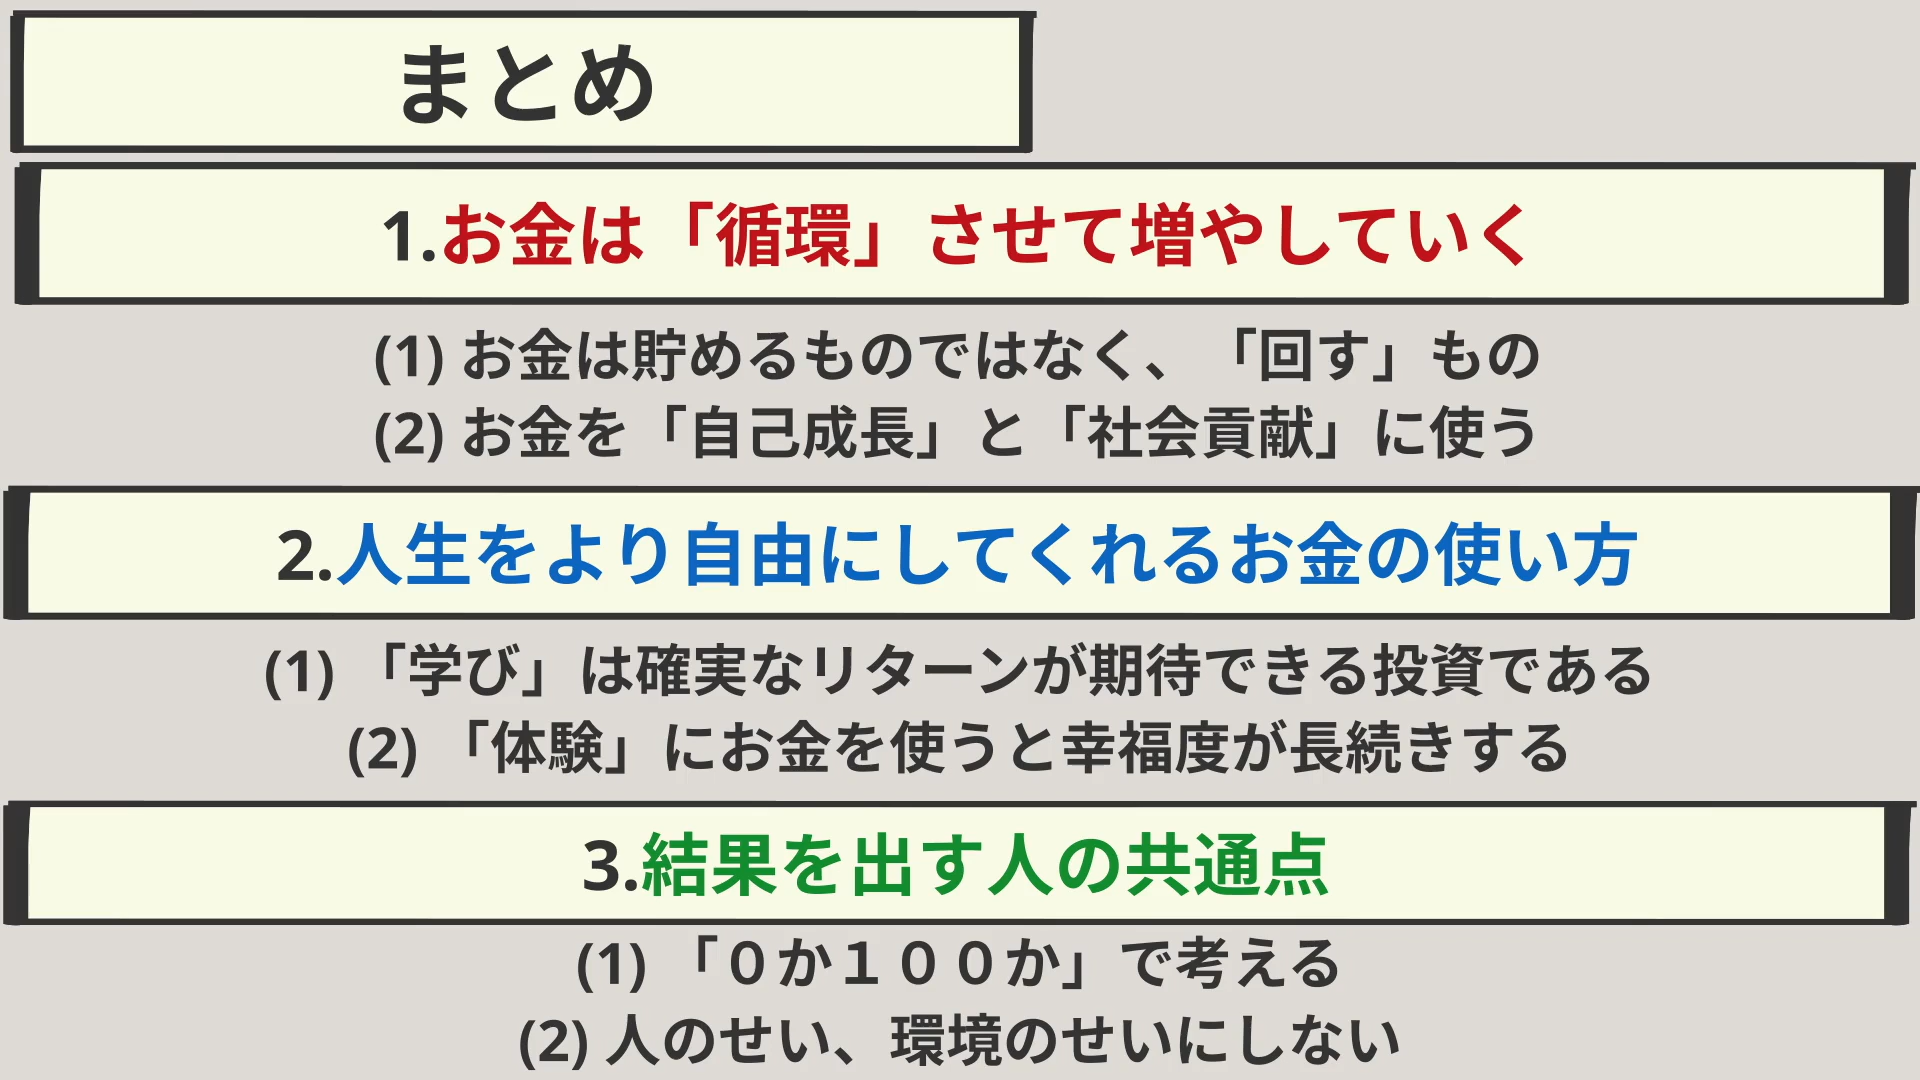 まとめ
1.お金は「循環」させて増やしていく
(1) お金は貯めるものではなく、「回す」もの
(2) お金を「自己成長」と「社会貢献」に使う
2.人生をより自由にしてくれるお金の使い方
(1) 「学び」は確実なリターンが期待できる投資である
(2) 「体験」にお金を使うと幸福度が長続きする
3.結果を出す人の共通点
(1) 「０か１００か」で考える
(2) 人のせい、環境のせいにしない